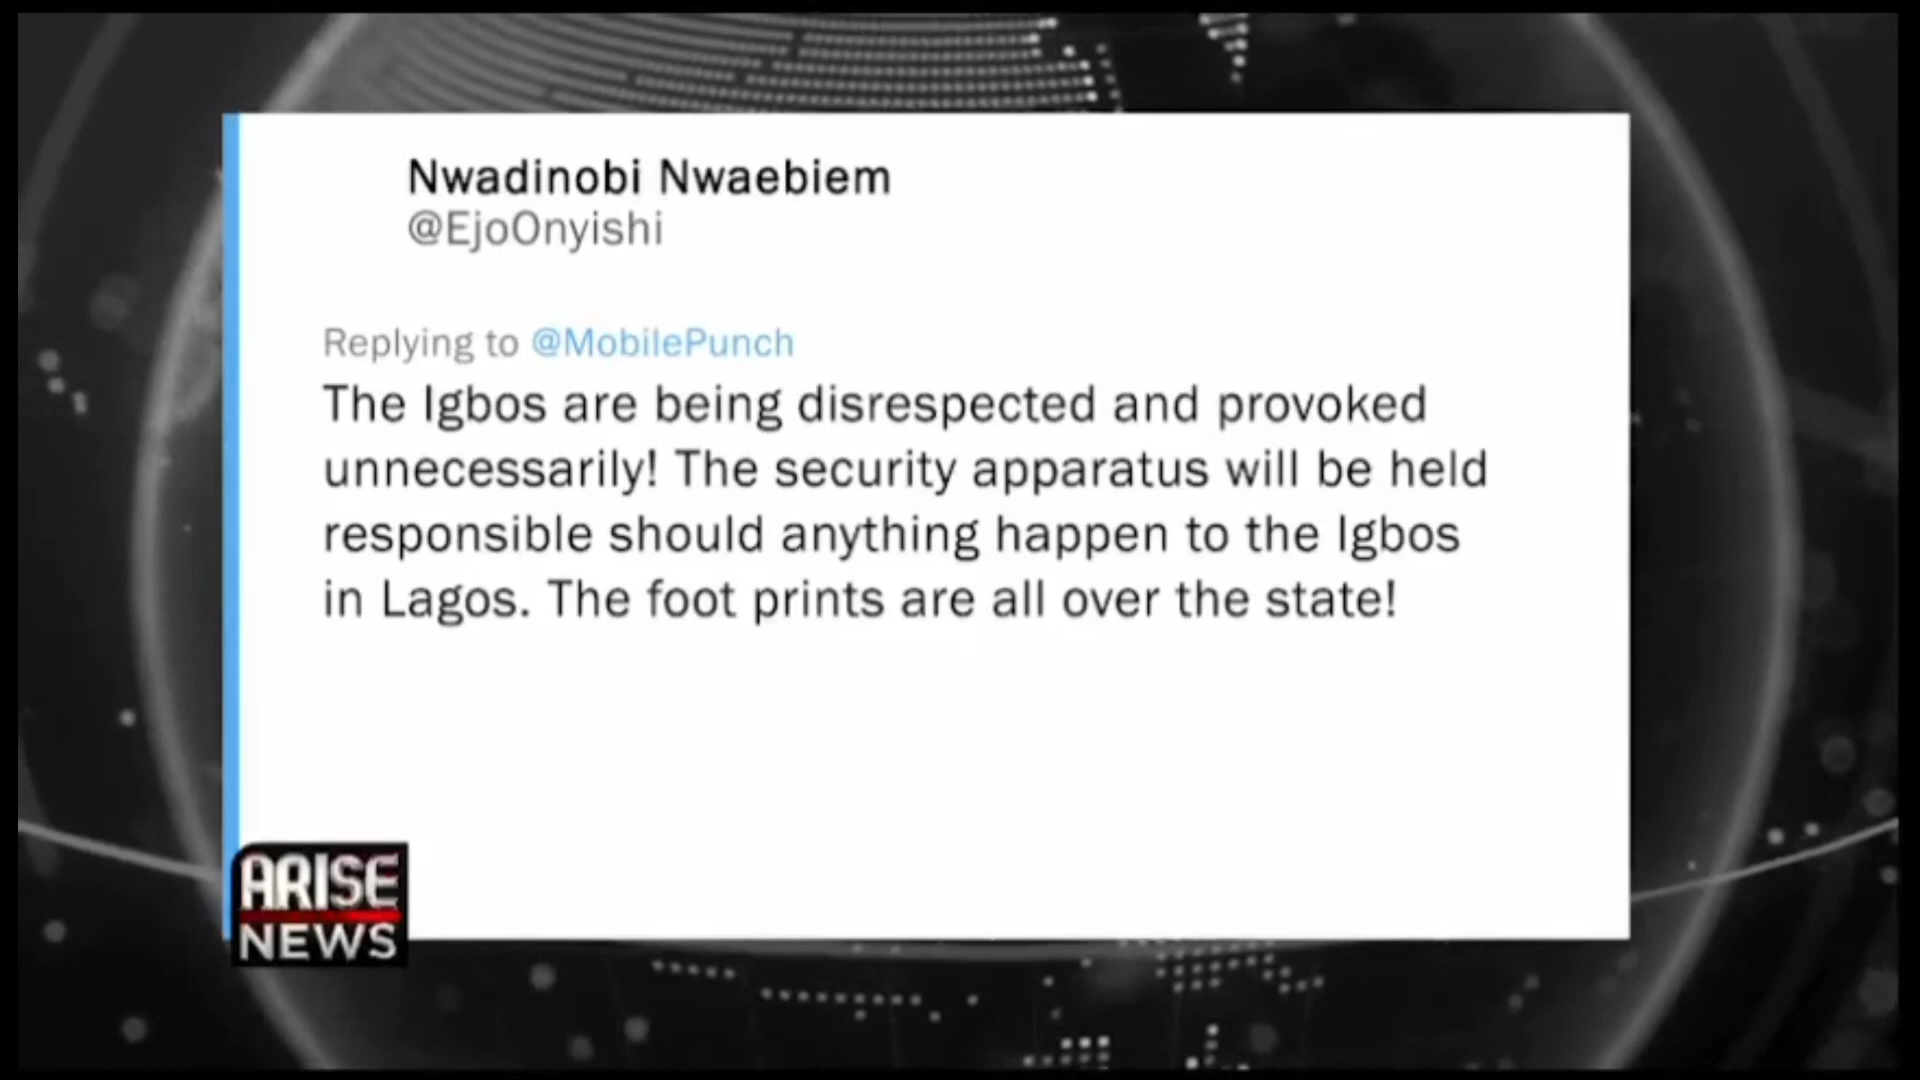 Nwadinobi Nwaebiem
@EjoOnyishi
Replying to @MobilePunch
The Igbos are being disrespected and provoked
unnecessarily! The security apparatus will be held
responsible should anything happen to the Igbos
in Lagos. The foot prints are all over the state!
ARISE
NEWS